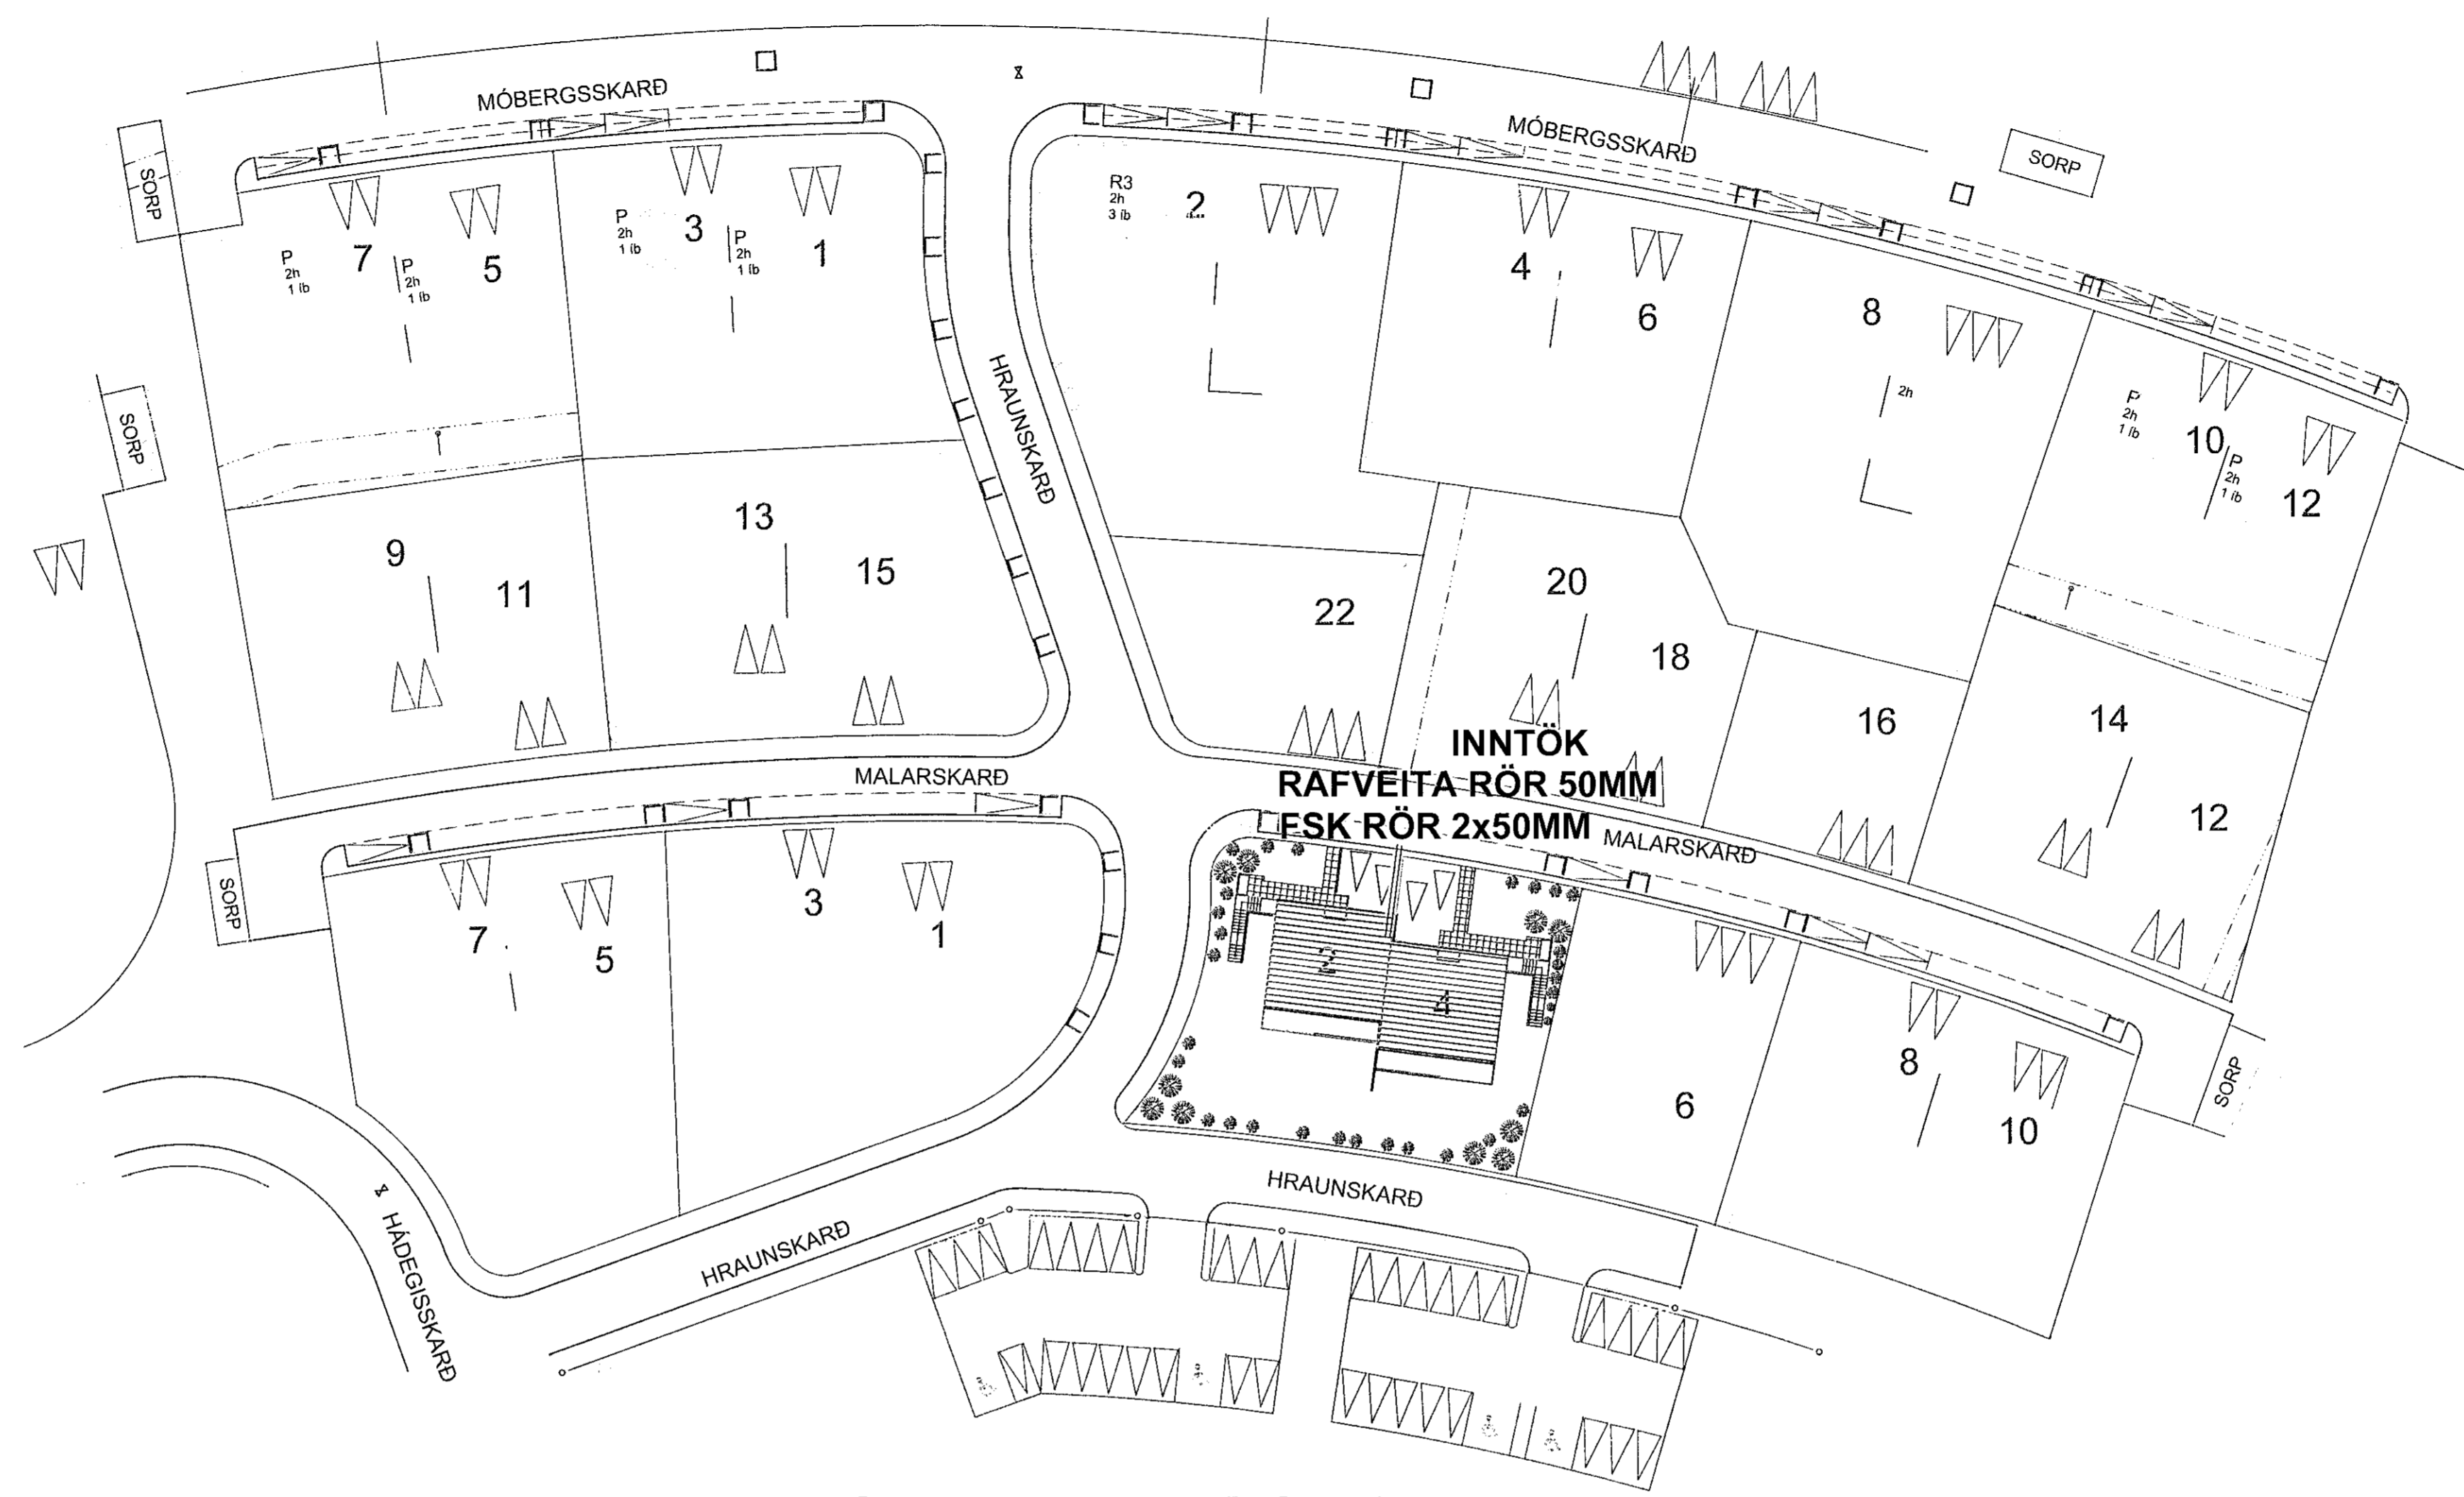 MÓBERGSSKARÐ
MÓBERGSSKARÐ
SORP
SORP
7
5
3
1
P
2h
1 íb
P
2h
1 íb
P
2h
1 íb
P
2h
1 íb
R3
2h
3 íb
2
4
6
8
2h
P
2h
1 íb
10
P
2h
1 íb
12
SORP
HRAUNSKARÐ
9
11
13
15
22
20
18
16
14
12
INNTÖK
RAFVEITA RÖR 50MM
FSK RÖR 2x50MM
MALARSKARÐ
MALARSKARÐ
SORP
7
5
3
1
2
4
6
8
10
SORP
HRAUNSKARÐ
HRAUNSKARÐ
HÁDEGISSKARÐ